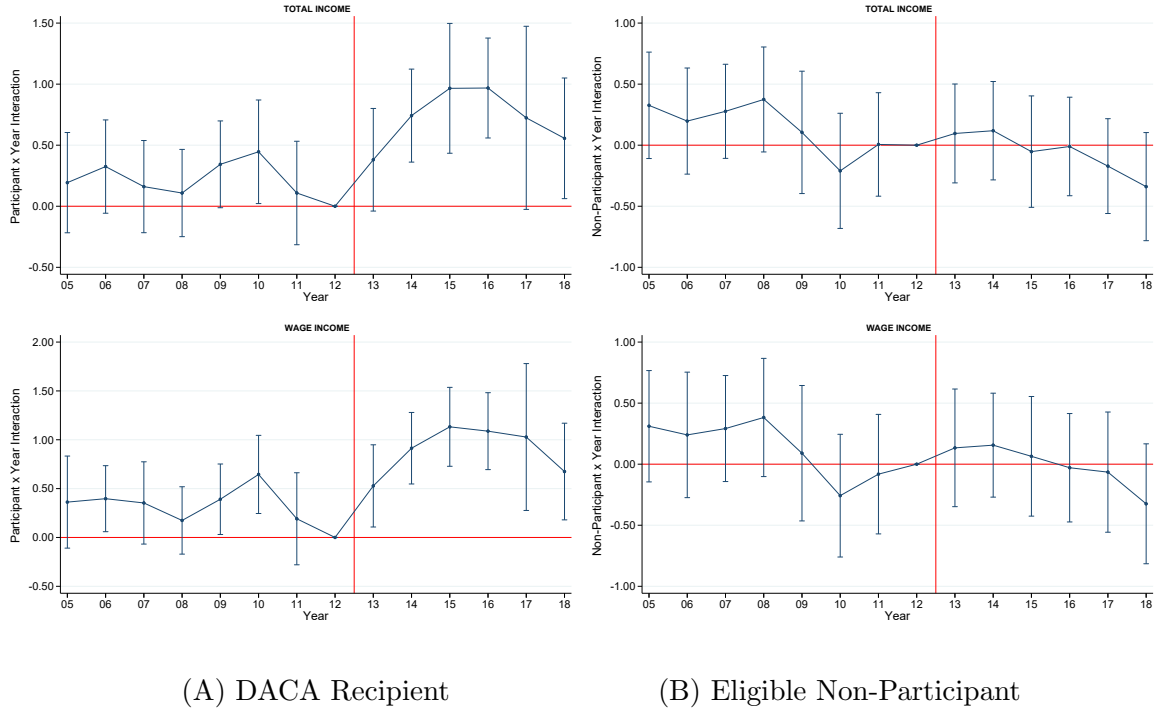 TOTAL INCOME
Participant x Year Interaction
1.50
1.00
0.50
0.00
-0.50
05 06 07 08 09 10 11 12 13 14 15 16 17 18
Year
TOTAL INCOME
Non-Participant x Year Interaction
1.00
0.50
0.00
-0.50
-1.00
05 06 07 08 09 10 11 12 13 14 15 16 17 18
Year
WAGE INCOME
Participant x Year Interaction
2.00
1.50
1.00
0.50
0.00
-0.50
05 06 07 08 09 10 11 12 13 14 15 16 17 18
Year
WAGE INCOME
Non-Participant x Year Interaction
1.00
0.50
0.00
-0.50
-1.00
05 06 07 08 09 10 11 12 13 14 15 16 17 18
Year
(A) DACA Recipient
(B) Eligible Non-Participant